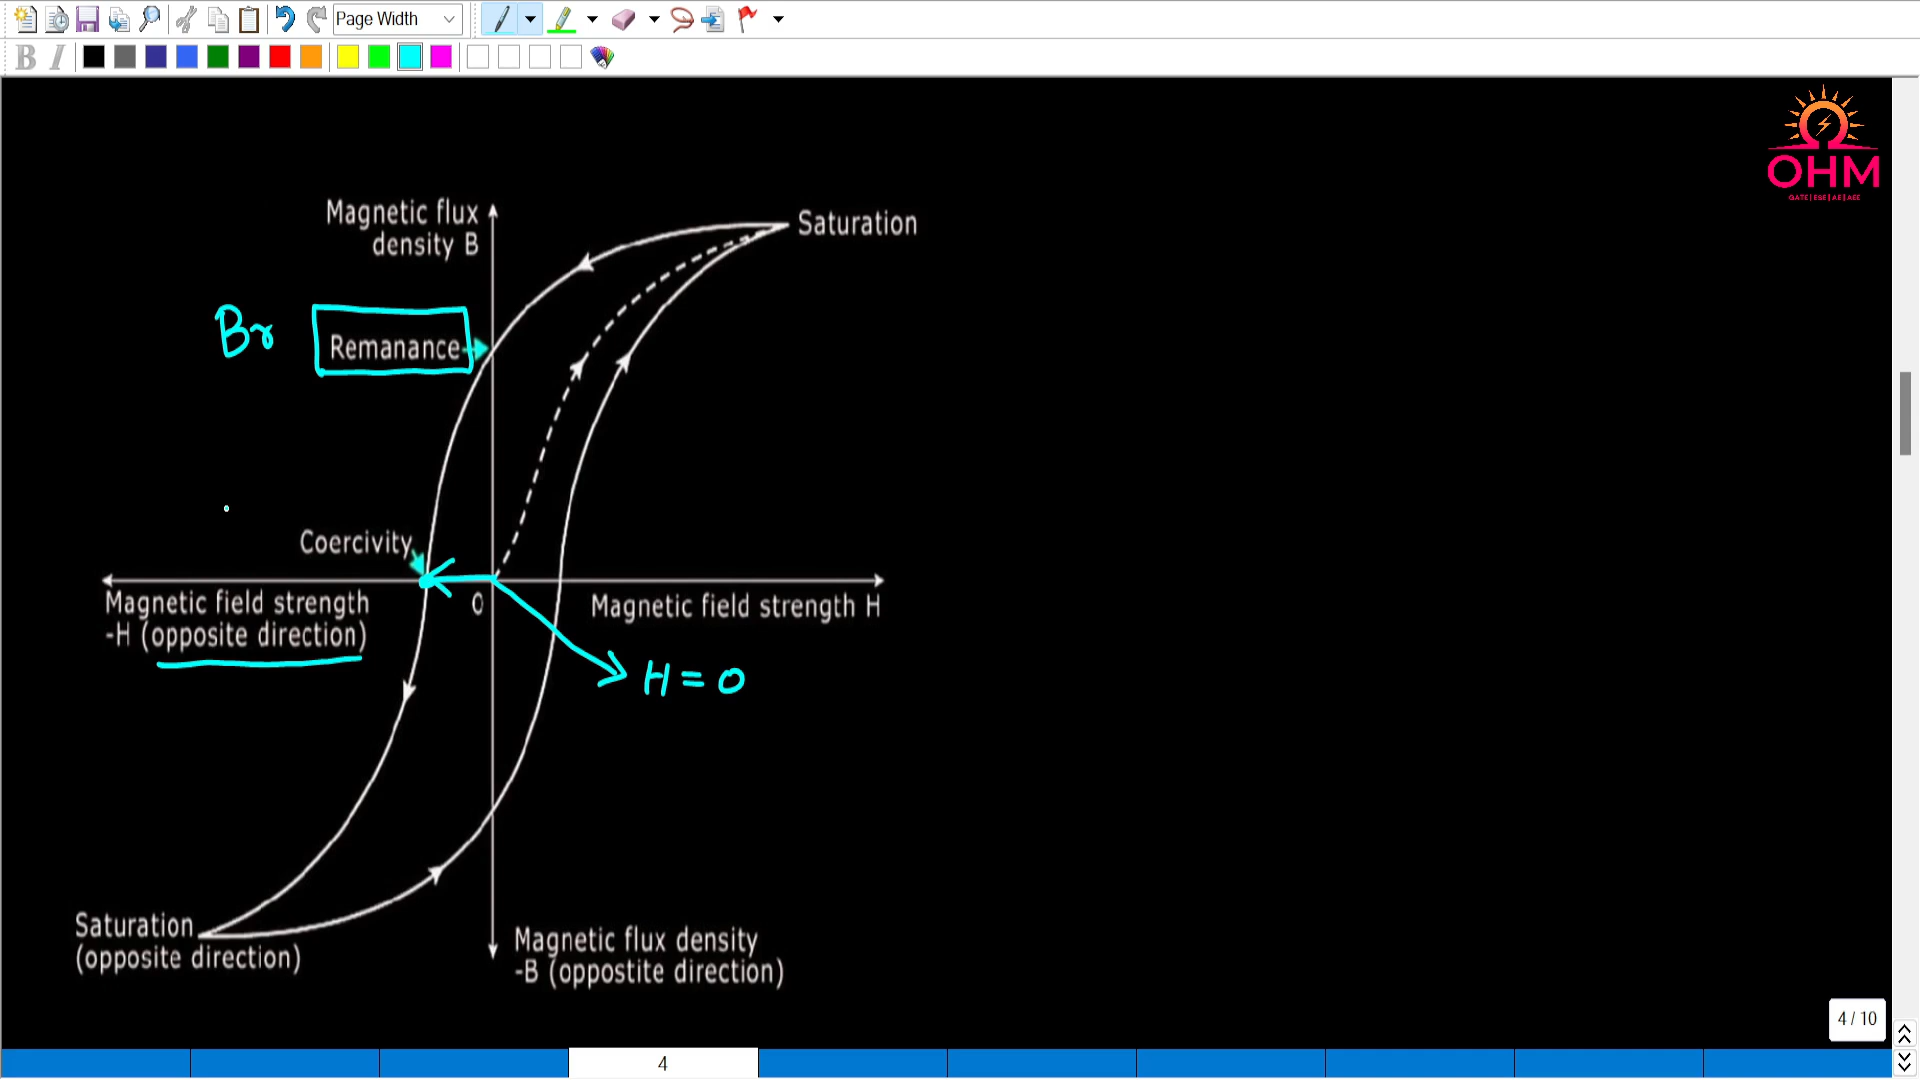 Page Width
B I
OHM
GATE | ESE | AE | AEE
Magnetic flux
density B
Saturation
Br
Remanance
Coercivity
0
Magnetic field strength
-H (opposite direction)
Magnetic field strength H
H = 0
Saturation
(opposite direction)
Magnetic flux density
-B (oppostite direction)
4 / 10
4